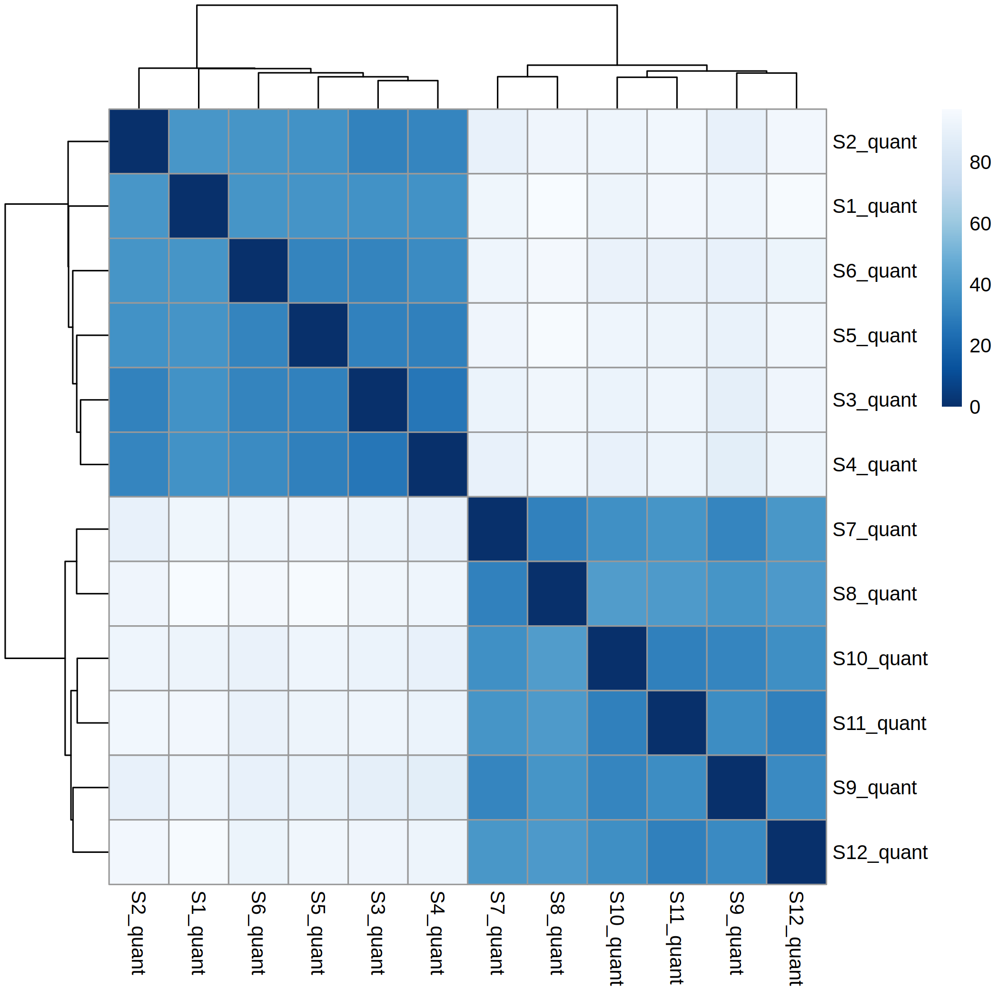 S2_quant
S1_quant
S6_quant
S5_quant
S3_quant
S4_quant
S7_quant
S8_quant
S10_quant
S11_quant
S9_quant
S12_quant
80
60
40
20
0
S2_quant
S1_quant
S6_quant
S5_quant
S3_quant
S4_quant
S7_quant
S8_quant
S10_quant
S11_quant
S9_quant
S12_quant